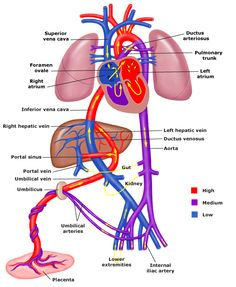 Superior
vena cava
Ductus
arteriosus
Pulmonary
trunk
Foramen
ovale
Left
atrium
Right
atrium
Inferior vena cava
Right hepatic vein
Left hepatic vein
Ductus venosus
Aorta
Portal sinus
Portal vein
Umbilical vein
Umbilicus
Gut
Kidney
High
Medium
Low
Umbilical
arteries
Lower
extremities
Internal
iliac artery
Placenta